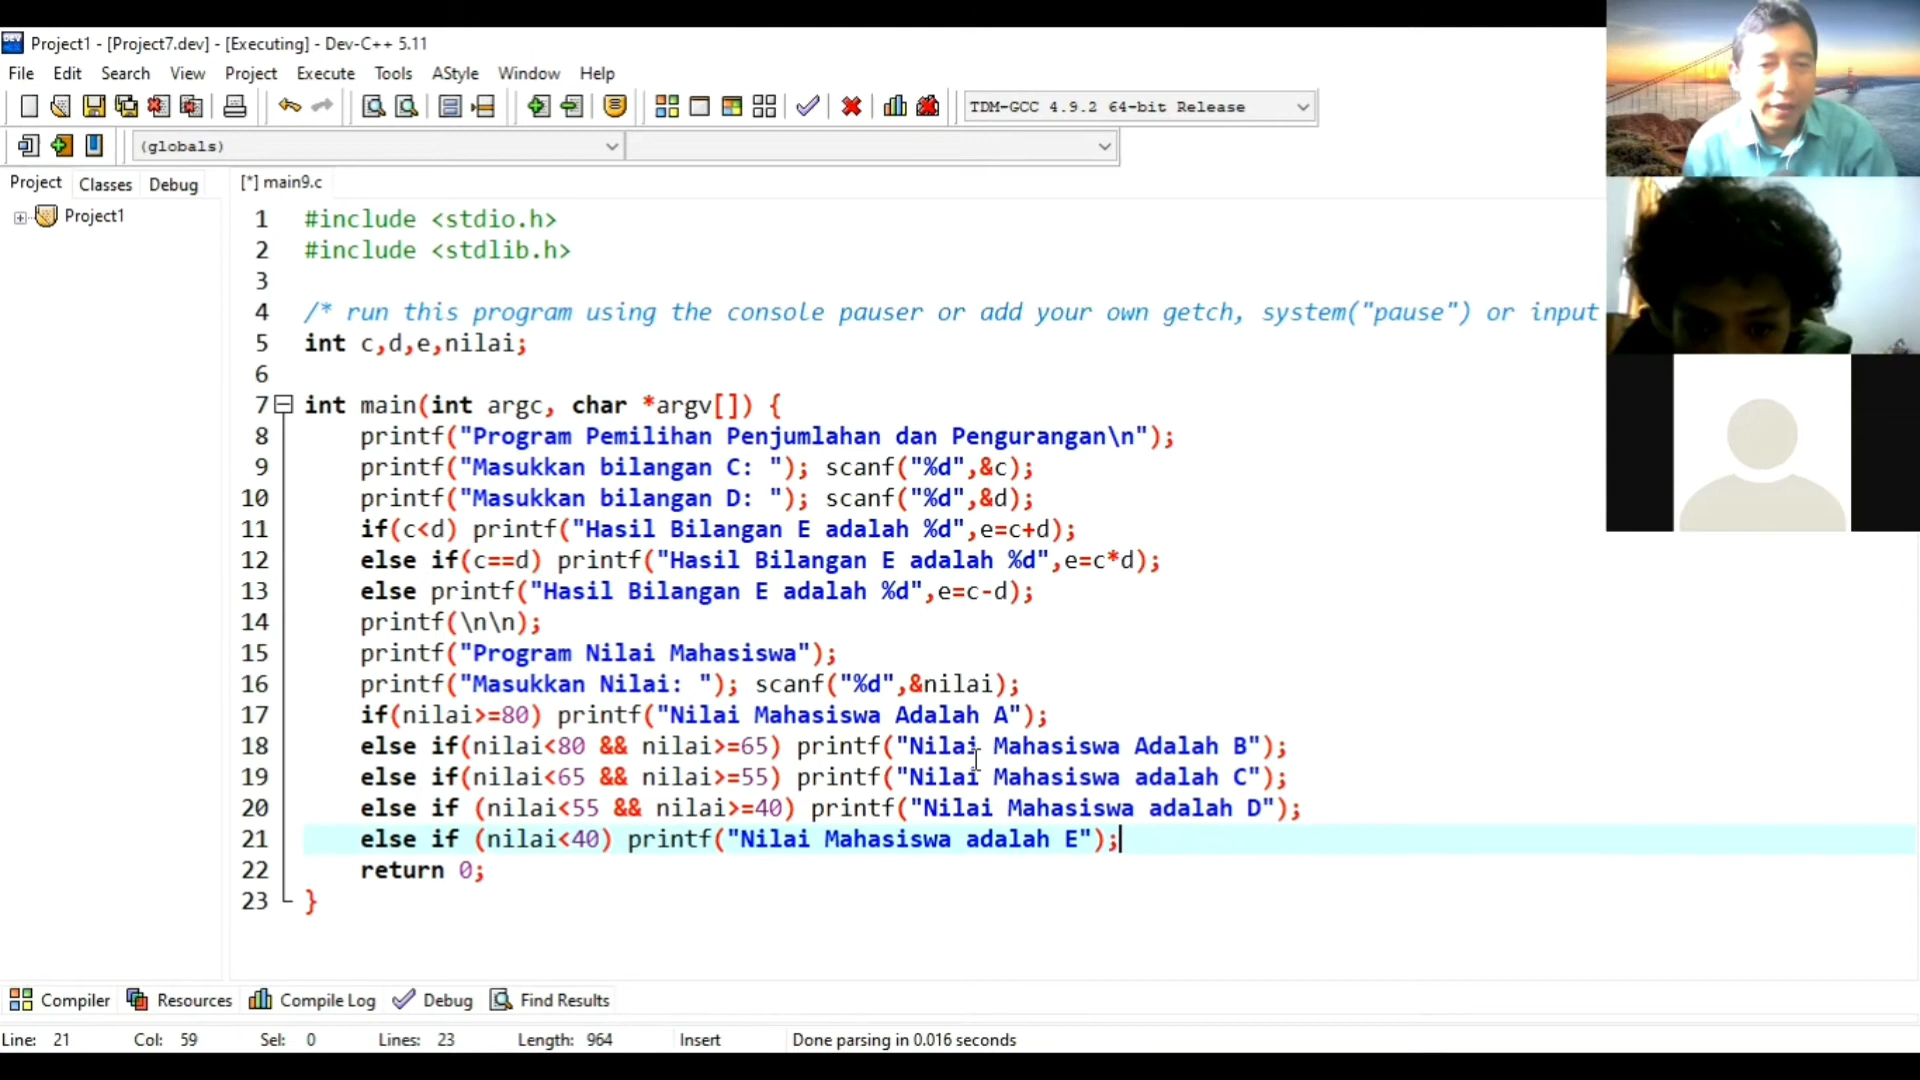 Project1 - [Project7.dev] - [Executing] - Dev-C++ 5.11
File Edit Search View Project Execute Tools AStyle Window Help
TDM-GCC 4.9.2 64-bit Release
(globals)
Project Classes Debug [*] main9.c
Project1
1 #include <stdio.h>
2 #include <stdlib.h>
3
4 /* run this program using the console pauser or add your own getch, system("pause") or input
5 int c,d,e,nilai;
6
7 int main(int argc, char *argv[]) {
8 printf("Program Pemilihan Penjumlahan dan Pengurangan\n");
9 printf("Masukkan bilangan C: "); scanf("%d",&c);
10 printf("Masukkan bilangan D: "); scanf("%d",&d);
11 if(c<d) printf("Hasil Bilangan E adalah %d",e=c+d);
12 else if(c==d) printf("Hasil Bilangan E adalah %d",e=c*d);
13 else printf("Hasil Bilangan E adalah %d",e=c-d);
14 printf(\n\n);
15 printf("Program Nilai Mahasiswa");
16 printf("Masukkan Nilai: "); scanf("%d",&nilai);
17 if(nilai>=80) printf("Nilai Mahasiswa Adalah A");
18 else if(nilai<80 && nilai>=65) printf("Nilai Mahasiswa Adalah B");
19 else if(nilai<65 && nilai>=55) printf("Nilai Mahasiswa adalah C");
20 else if (nilai<55 && nilai>=40) printf("Nilai Mahasiswa adalah D");
21 else if (nilai<40) printf("Nilai Mahasiswa adalah E");
22 return 0;
23 }
Compiler Resources Compile Log Debug Find Results
Line: 21 Col: 59 Sel: 0 Lines: 23 Length: 964 Insert Done parsing in 0.016 seconds